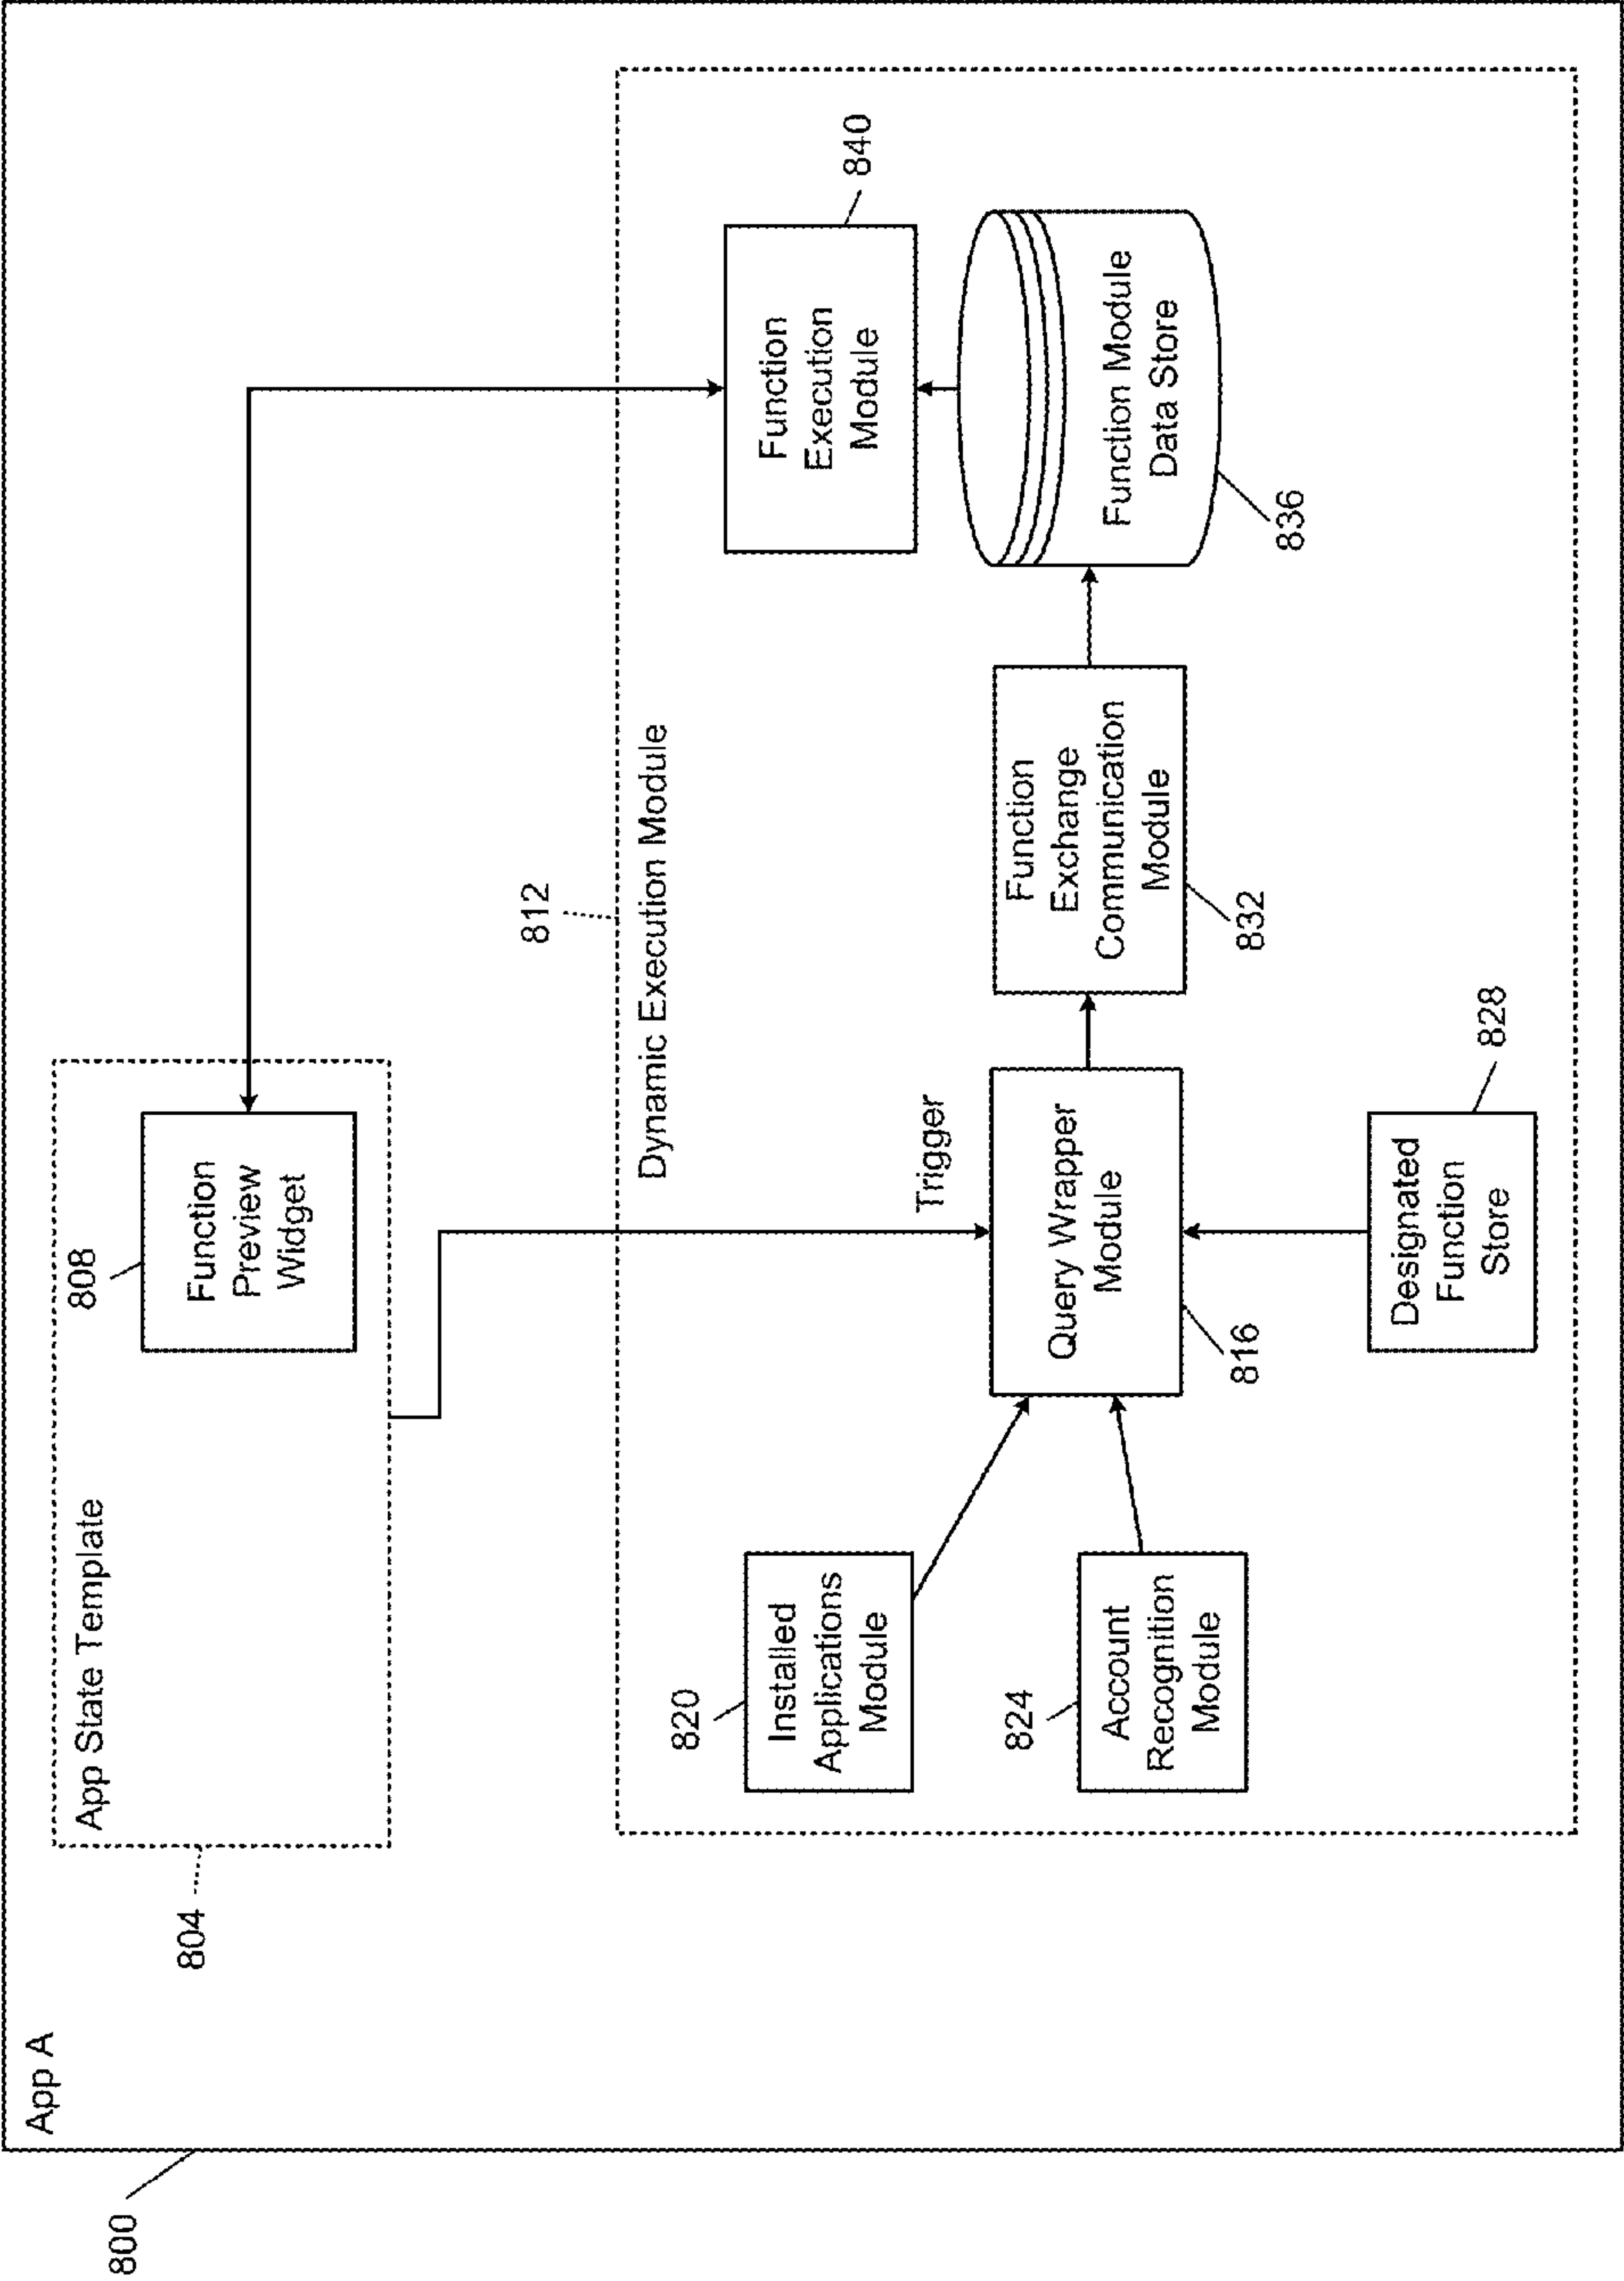 800
App A
804
App State Template
808
Function
Preview
Widget
812
Dynamic Execution Module
Trigger
820
Installed
Applications
Module
824
Account
Recognition
Module
Query Wrapper
Module
816
Designated
Function
Store
828
Function
Exchange
Communication
Module
832
Function
Execution
Module
840
Function Module
Data Store
836